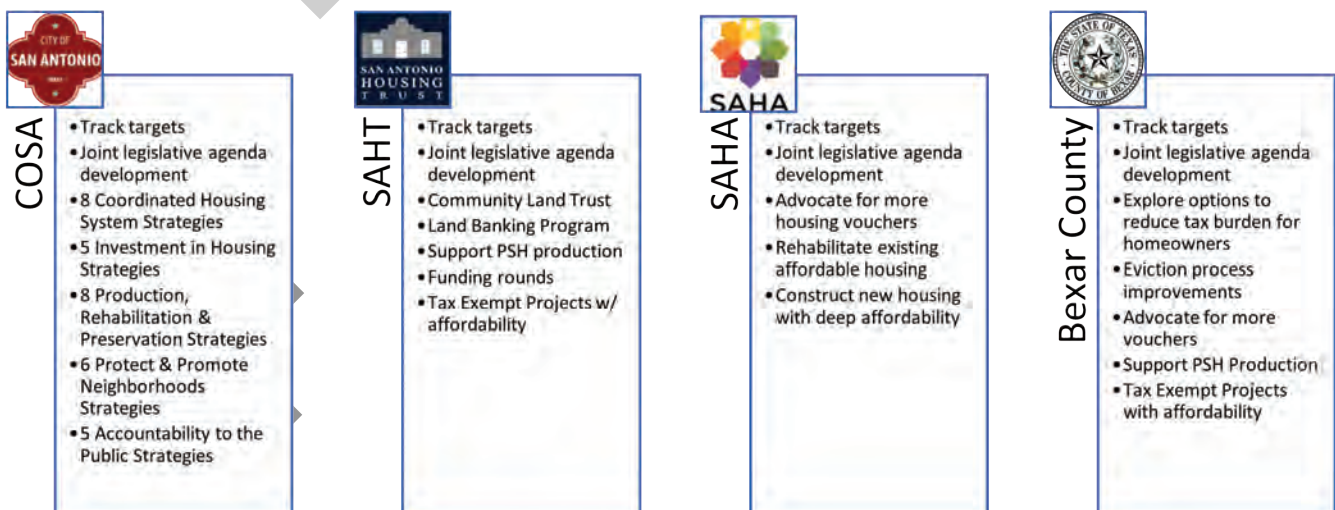 CITY OF
SAN ANTONIO
COSA
•Track targets
•Joint legislative agenda
development
•8 Coordinated Housing
System Strategies
•5 Investment in Housing
Strategies
•8 Production,
Rehabilitation &
Preservation Strategies
•6 Protect & Promote
Neighborhoods
Strategies
•5 Accountability to the
Public Strategies
SAN ANTONIO
HOUSING
TRUST
SAHT
•Track targets
•Joint legislative agenda
development
•Community Land Trust
•Land Banking Program
•Support PSH production
•Funding rounds
•Tax Exempt Projects w/
affordability
SAHA
SAHA
•Track targets
•Joint legislative agenda
development
•Advocate for more
housing vouchers
•Rehabilitate existing
affordable housing
•Construct new housing
with deep affordability
THE STATE OF TEXAS
COUNTY OF BEXAR
Bexar County
•Track targets
•Joint legislative agenda
development
•Explore options to
reduce tax burden for
homeowners
•Eviction process
improvements
•Advocate for more
vouchers
•Support PSH Production
•Tax Exempt Projects
with affordability